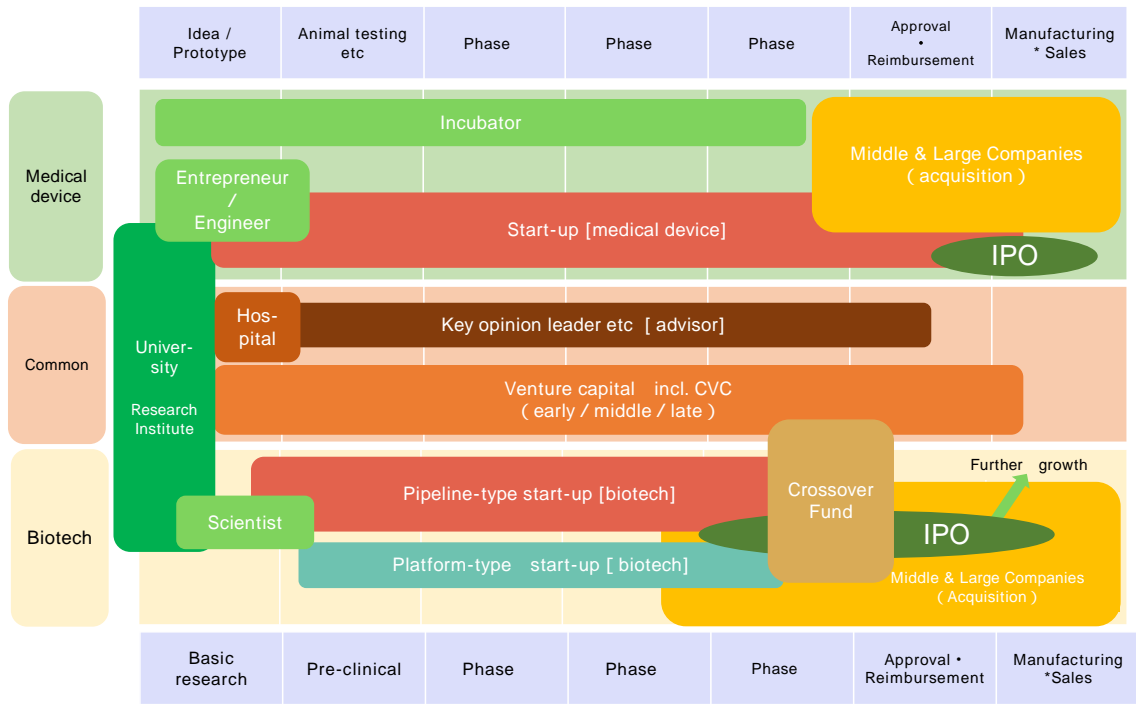 Idea /
Prototype
Animal testing
etc
Phase
Phase
Phase
Approval
•
Reimbursement
Manufacturing
* Sales
Medical
device
Incubator
Middle & Large Companies
( acquisition )
Entrepreneur
/
Engineer
Start-up [medical device]
IPO
Common
Univer-
sity
Research
Institute
Hos-
pital
Key opinion leader etc [ advisor]
Venture capital incl. CVC
( early / middle / late )
Biotech
Scientist
Pipeline-type start-up [biotech]
Platform-type start-up [ biotech]
Crossover
Fund
Further growth
IPO
Middle & Large Companies
( Acquisition )
Basic
research
Pre-clinical
Phase
Phase
Phase
Approval •
Reimbursement
Manufacturing
*Sales